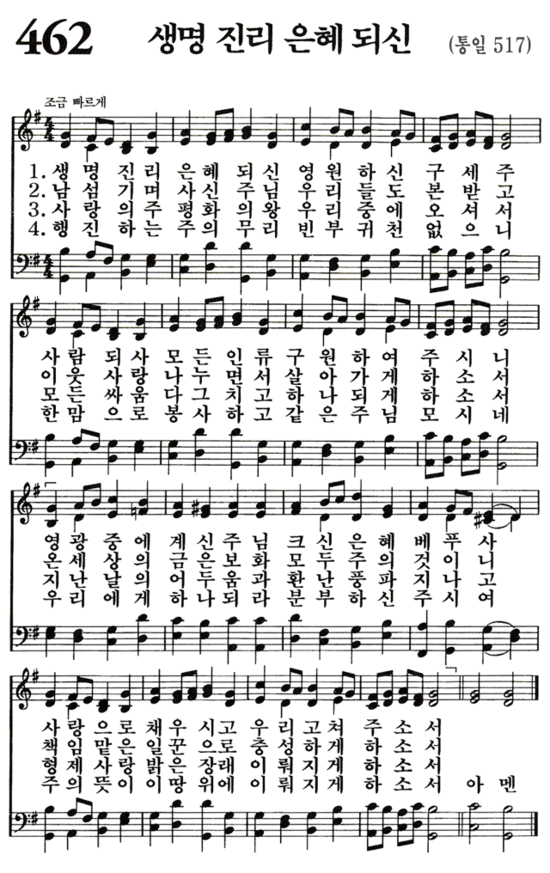 462 생명 진리 은혜 되신 (통일 517)
조금 빠르게
4 4
1. 생 명 진 리 은 혜 되 신 영 원 하 신 구 세 주
2. 남 섬 기 며 사 신 주 님 우 리 들 도 본 받 고
3. 사 랑 의 주 평 화 의 왕 우 리 중 에 오 셔 서
4. 행 진 하 는 주 의 무 리 빈 부 귀 천 없 으 니
4 4
사 람 되 사 모 든 인 류 구 원 하 여 주 시 니
이 웃 사 랑 나 누 면 서 살 아 가 게 하 소 서
모 든 싸 움 다 그 치 고 하 나 되 게 하 소 서
한 맘 으 로 봉 사 하 고 같 은 주 님 모 시 네
영 광 중 에 계 신 주 님 크 신 은 혜 베 푸 사
온 세 상 의 금 은 보 화 모 두 주 의 것 이 니
지 난 날 의 어 두 움 과 환 난 풍 파 지 나 고
우 리 에 게 하 나 되 라 분 부 하 신 주 시 여
사 랑 으 로 채 우 시 고 우 리 고 쳐 주 소 서
책 임 맡 은 일 꾼 으 로 충 성 하 게 하 소 서
형 제 사 랑 밝 은 장 래 이 뤄 지 게 하 소 서
주 의 뜻 이 이 땅 위 에 이 뤄 지 게 하 소 서 아 멘